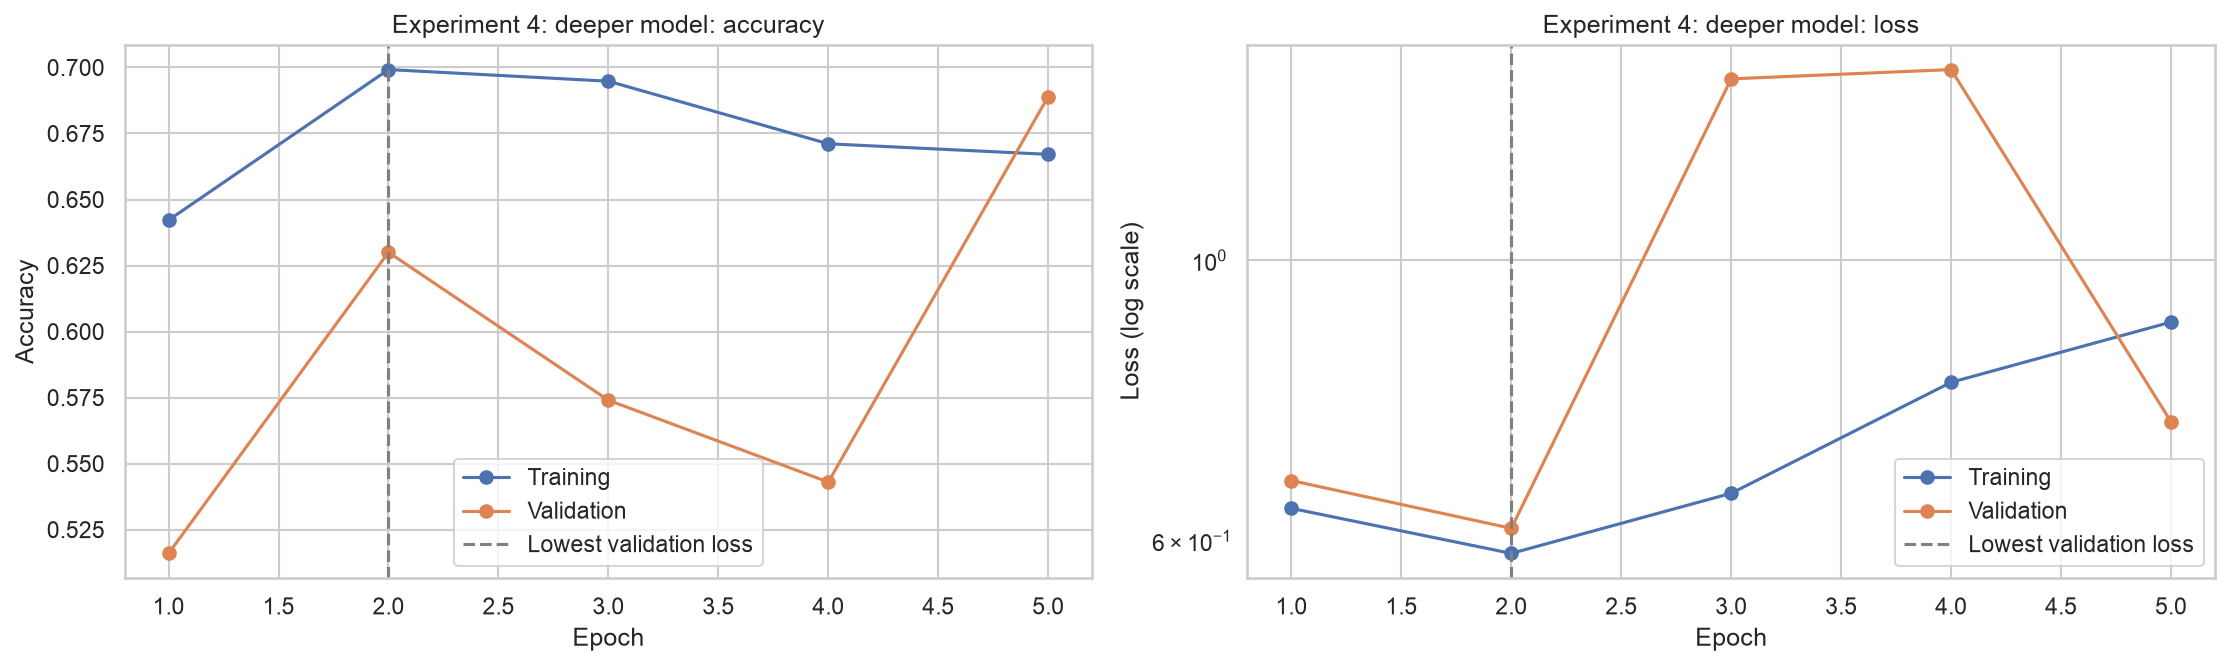 Experiment 4: deeper model: accuracy
Accuracy
0.700
0.675
0.650
0.625
0.600
0.575
0.550
0.525
Training
Validation
Lowest validation loss
1.0 1.5 2.0 2.5 3.0 3.5 4.0 4.5 5.0
Epoch
Experiment 4: deeper model: loss
Loss (log scale)
10⁰
6 × 10⁻¹
Training
Validation
Lowest validation loss
1.0 1.5 2.0 2.5 3.0 3.5 4.0 4.5 5.0
Epoch